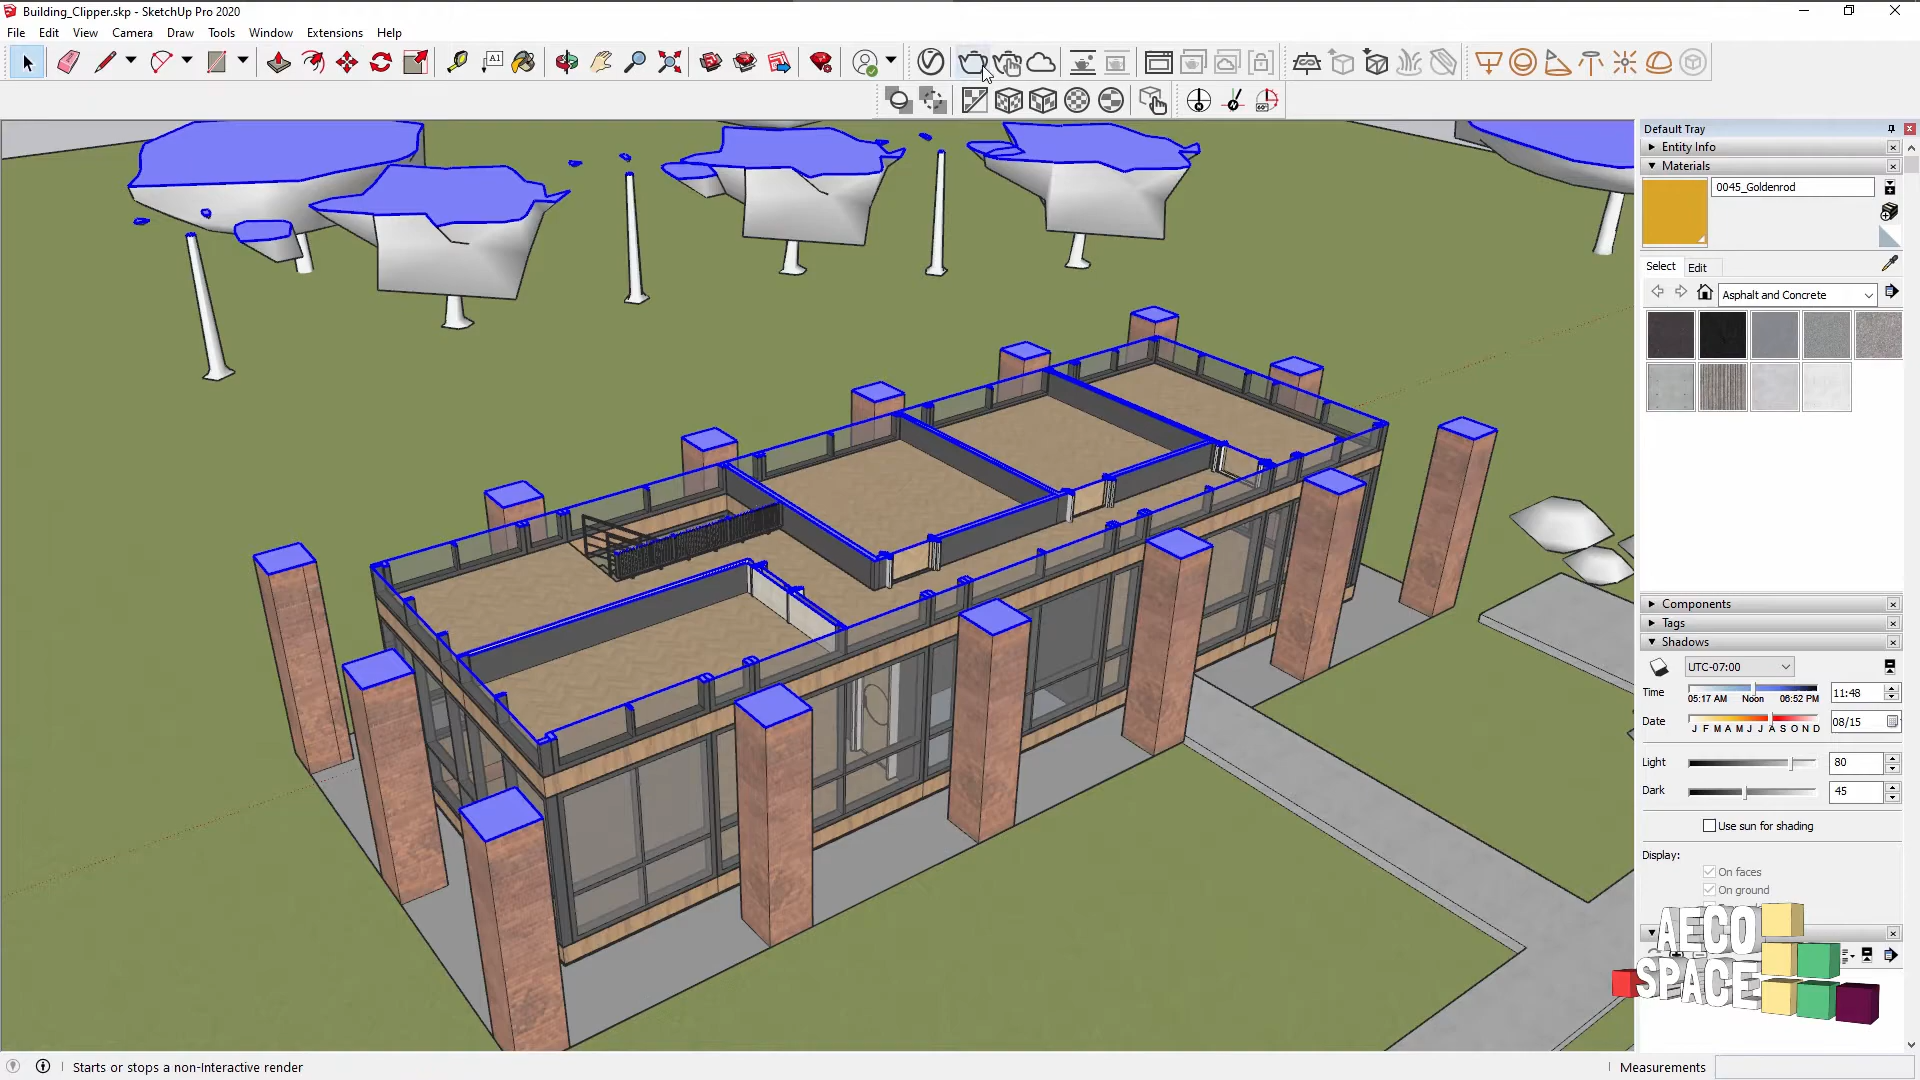 Building_Clipper.skp - SketchUp Pro 2020
File Edit View Camera Draw Tools Window Extensions Help
A1
Default Tray
Entity Info
Materials
0045_Goldenrod
Select Edit
Asphalt and Concrete
Components
Tags
Shadows
UTC-07:00
Time 11:48
05:17 AM Noon 06:52 PM
Date 08/15
J F M A M J J A S O N D
Light 80
Dark 45
Use sun for shading
Display:
On faces
On ground
AECO
SPACE
Starts or stops a non-Interactive render
Measurements